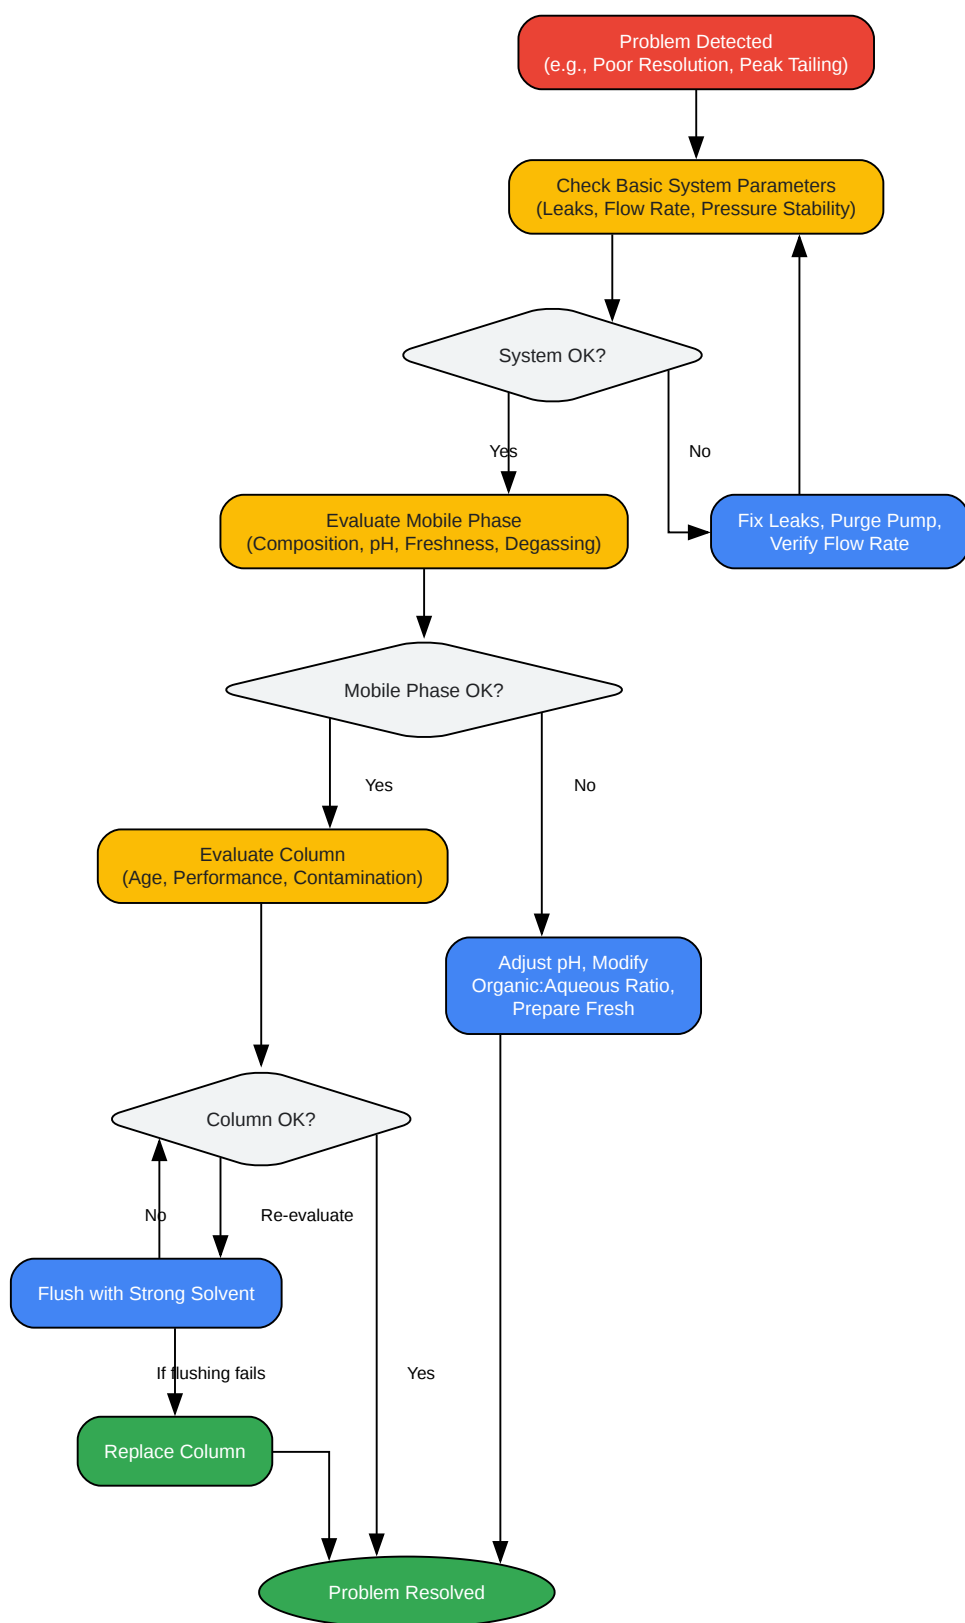 Problem Detected
(e.g., Poor Resolution, Peak Tailing)
Check Basic System Parameters
(Leaks, Flow Rate, Pressure Stability)
System OK?
Yes
No
Evaluate Mobile Phase
(Composition, pH, Freshness, Degassing)
Fix Leaks, Purge Pump,
Verify Flow Rate
Mobile Phase OK?
Yes
No
Evaluate Column
(Age, Performance, Contamination)
Adjust pH, Modify
Organic:Aqueous Ratio,
Prepare Fresh
Column OK?
No
Re-evaluate
Flush with Strong Solvent
If flushing fails
Yes
Replace Column
Problem Resolved